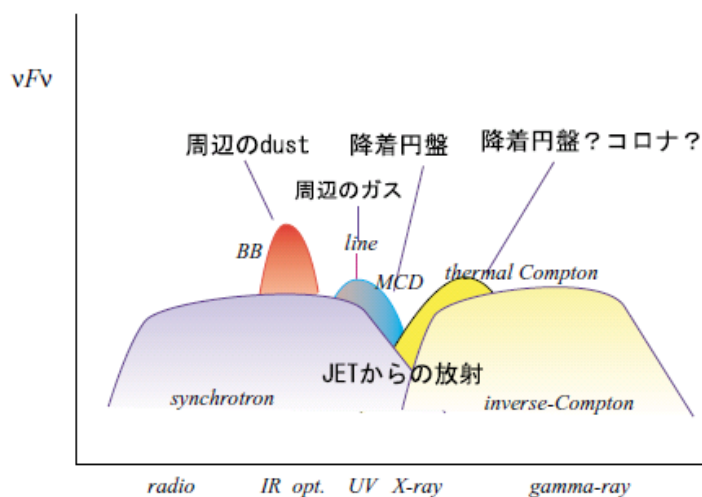 νFν
周辺のdust
降着円盤
降着円盤？コロナ？
周辺のガス
BB
line
MCD
thermal Compton
JETからの放射
synchrotron
inverse-Compton
radio IR opt. UV X-ray gamma-ray